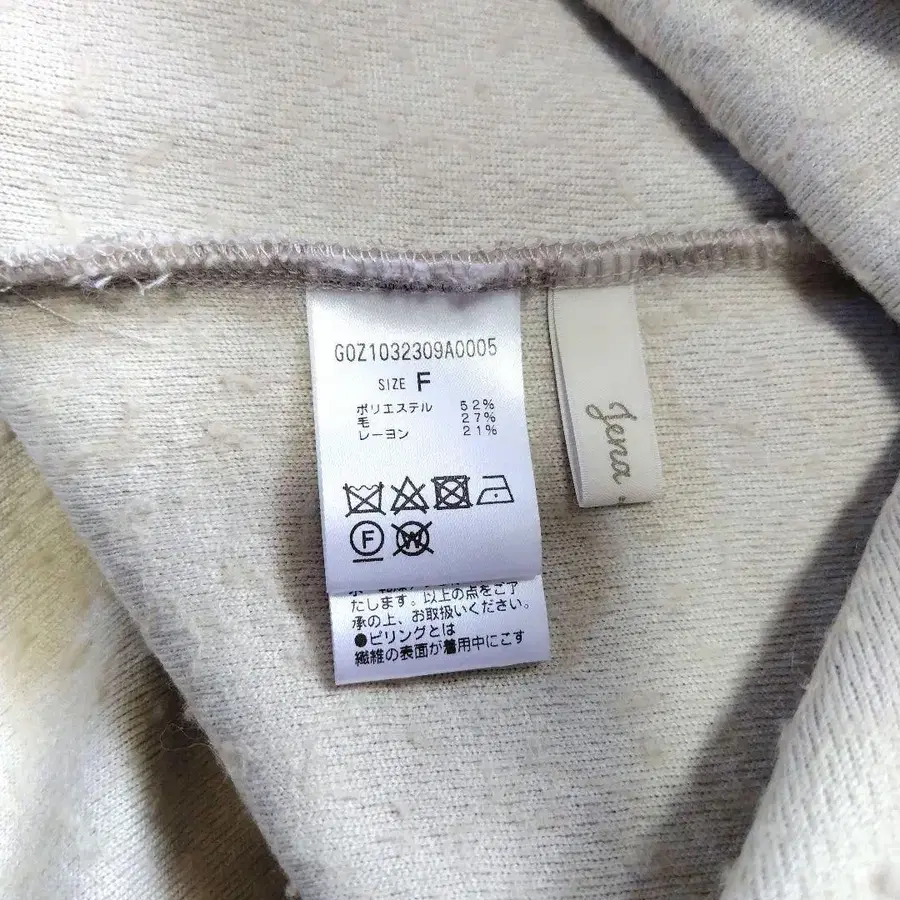 G0Z1032309A0005
SIZE F
ポリエステル 52%
毛 27%
レーヨン 21%
F
W
たします。以上の点をご了
承の上、お取扱いください。
●ピリングとは
繊維の表面が着用中にこす
Jena